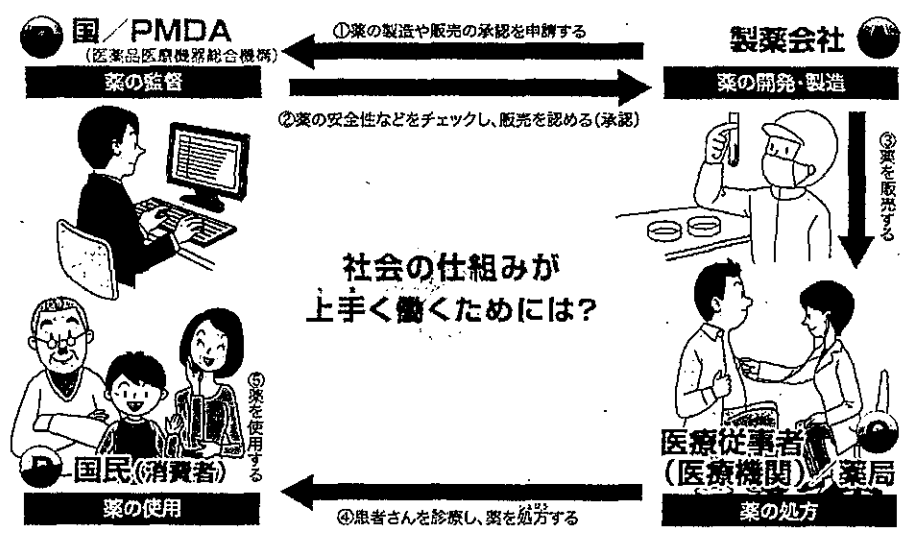 国/PMDA
(医薬品医療機器総合機構)
薬の監督
①薬の製造や販売の承認を申請する
製薬会社
薬の開発・製造
②薬の安全性などをチェックし、販売を認める(承認)
③薬を販売する
社会の仕組みが
上手く働くためには?
⑤薬を使用する
国民(消費者)
薬の使用
医療従事者
(医療機関)/薬局
薬の処方
④患者さんを診療し、薬を処方する